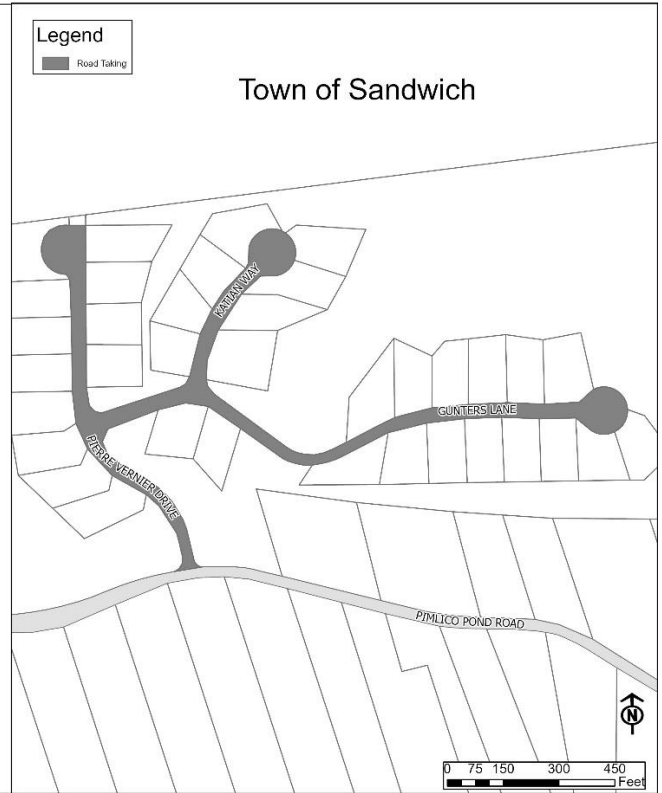 Legend
Road Taking
Town of Sandwich
KATIAN WAY
GUNTERS LANE
PIERRE VERNIER DRIVE
PIMLICO POND ROAD
N
0 75 150 300 450
Feet